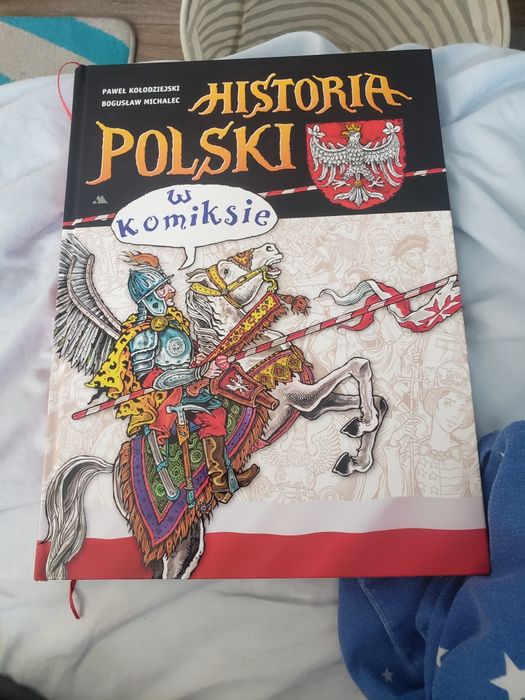 PAWEŁ KOŁODZIEJSKI
BOGUSŁAW MICHALEC
HISTORIA
POLSKI
w
komiksie